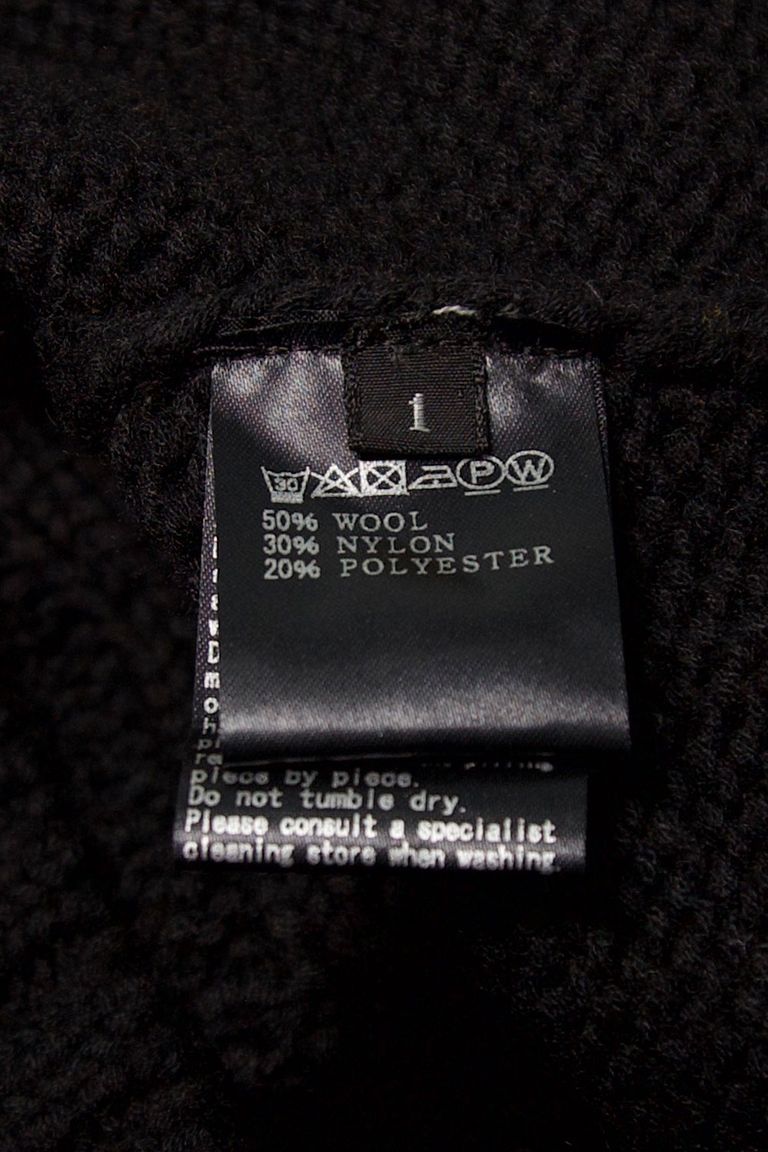 1
30 P W
50% WOOL
30% NYLON
20% POLYESTER
piece by piece.
Do not tumble dry.
Please consult a specialist
cleaning store when washing.